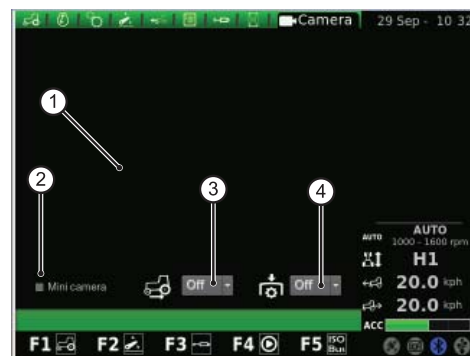 Camera 29 Sep - 10 32
1
2
3
4
AUTO AUTO
1000 - 1600 rpm
H1
Mini camera Off Off
20.0 kph
20.0 kph
ACC
F1 F2 F3 F4 F5 ISO
BUS